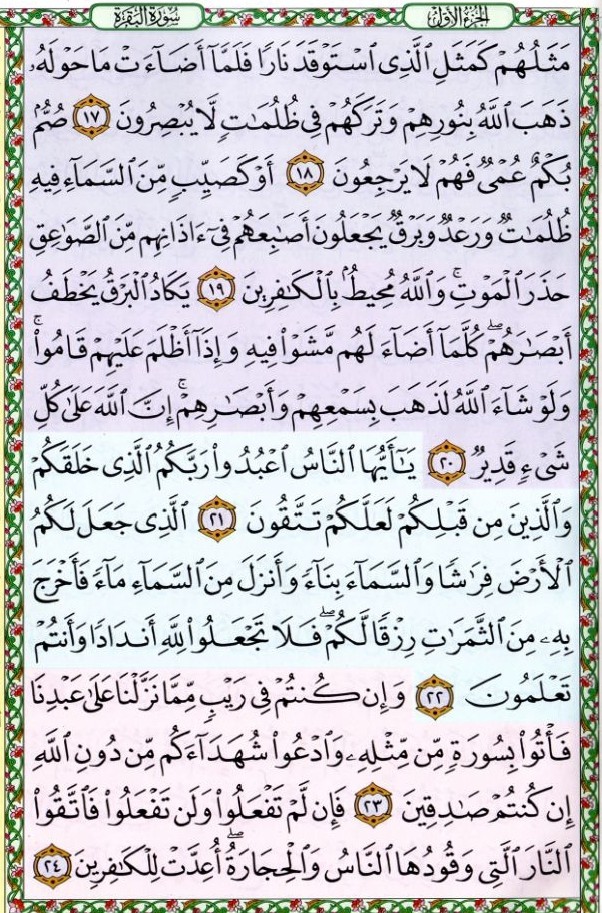 الجزء الأول
سورة البقرة
مَثَلُهُمْ كَمَثَلِ ٱلَّذِى ٱسْتَوْقَدَ نَارًا فَلَمَّآ أَضَآءَتْ مَا حَوْلَهُۥ
ذَهَبَ ٱللَّهُ بِنُورِهِمْ وَتَرَكَهُمْ فِى ظُلُمَٰتٍ لَّا يُبْصِرُونَ ١٧ صُمٌّۢ
بُكْمٌ عُمْىٌ فَهُمْ لَا يَرْجِعُونَ ١٨ أَوْ كَصَيِّبٍ مِّنَ ٱلسَّمَآءِ فِيهِ
ظُلُمَٰتٌ وَرَعْدٌ وَبَرْقٌ يَجْعَلُونَ أَصَٰبِعَهُمْ فِىٓ ءَاذَانِهِم مِّنَ ٱلصَّوَٰعِقِ
حَذَرَ ٱلْمَوْتِ ۚ وَٱللَّهُ مُحِيطٌۢ بِٱلْكَٰفِرِينَ ١٩ يَكَادُ ٱلْبَرْقُ يَخْطَفُ
أَبْصَٰرَهُمْ ۖ كُلَّمَآ أَضَآءَ لَهُم مَّشَوْا۟ فِيهِ وَإِذَآ أَظْلَمَ عَلَيْهِمْ قَامُوا۟ ۚ
وَلَوْ شَآءَ ٱللَّهُ لَذَهَبَ بِسَمْعِهِمْ وَأَبْصَٰرِهِمْ ۚ إِنَّ ٱللَّهَ عَلَىٰ كُلِّ
شَىْءٍ قَدِيرٌ ٢٠ يَٰٓأَيُّهَا ٱلنَّاسُ ٱعْبُدُوا۟ رَبَّكُمُ ٱلَّذِى خَلَقَكُمْ
وَٱلَّذِينَ مِن قَبْلِكُمْ لَعَلَّكُمْ تَتَّقُونَ ٢١ ٱلَّذِى جَعَلَ لَكُمُ
ٱلْأَرْضَ فِرَٰشًا وَٱلسَّمَآءَ بِنَآءً وَأَنزَلَ مِنَ ٱلسَّمَآءِ مَآءً فَأَخْرَجَ
بِهِۦ مِنَ ٱلثَّمَرَٰتِ رِزْقًا لَّكُمْ ۖ فَلَا تَجْعَلُوا۟ لِلَّهِ أَندَادًا وَأَنتُمْ
تَعْلَمُونَ ٢٢ وَإِن كُنتُمْ فِى رَيْبٍ مِّمَّا نَزَّلْنَا عَلَىٰ عَبْدِنَا
فَأْتُوا۟ بِسُورَةٍ مِّن مِّثْلِهِۦ وَٱدْعُوا۟ شُهَدَآءَكُم مِّن دُونِ ٱللَّهِ
إِن كُنتُمْ صَٰدِقِينَ ٢٣ فَإِن لَّمْ تَفْعَلُوا۟ وَلَن تَفْعَلُوا۟ فَٱتَّقُوا۟
ٱلنَّارَ ٱلَّتِى وَقُودُهَا ٱلنَّاسُ وَٱلْحِجَارَةُ ۖ أُعِدَّتْ لِلْكَٰفِرِينَ ٢٤